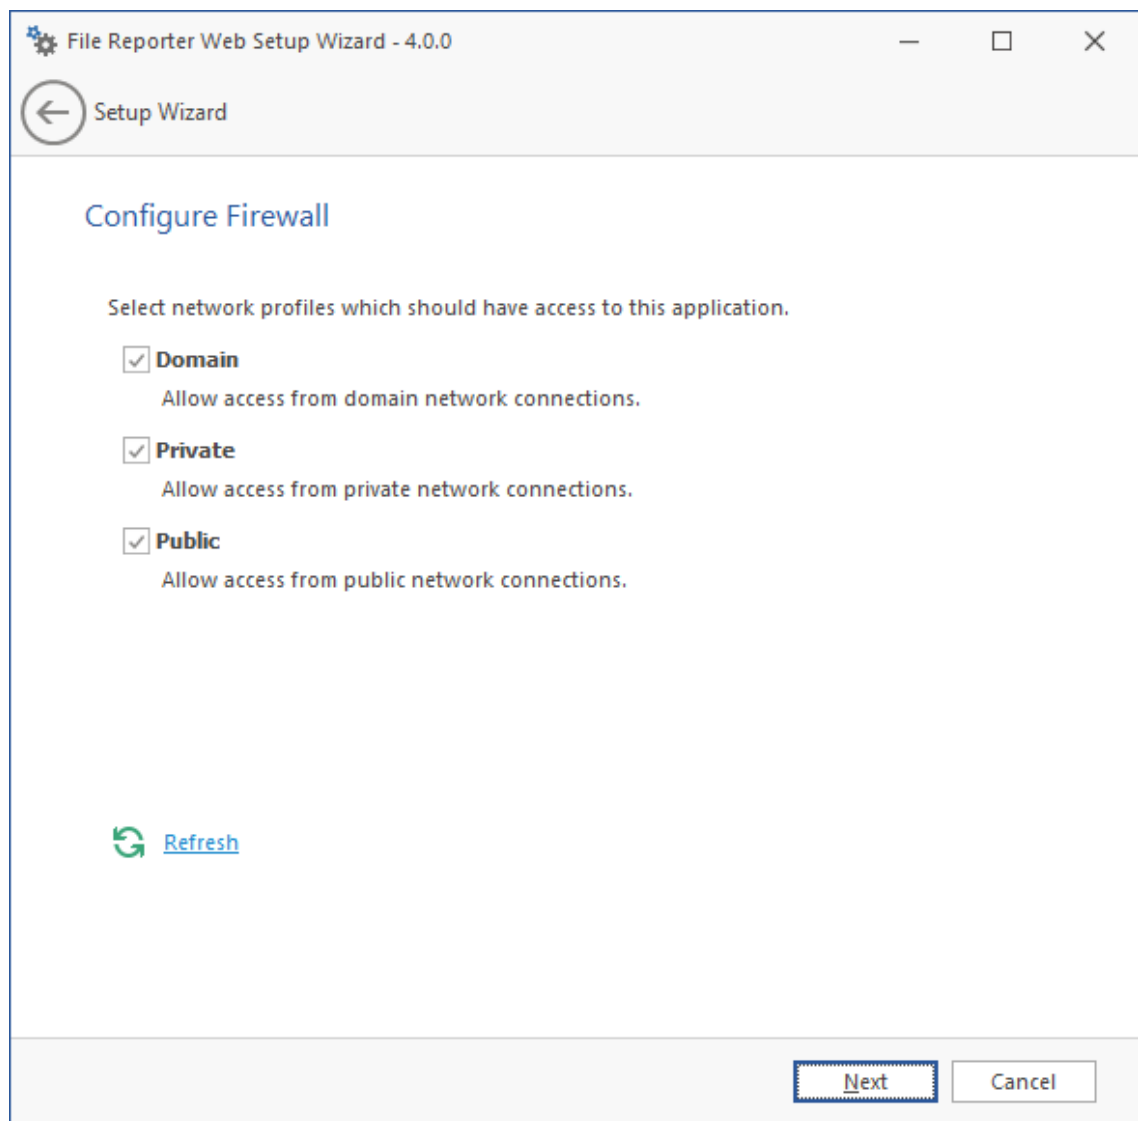 File Reporter Web Setup Wizard - 4.0.0
Setup Wizard
Configure Firewall
Select network profiles which should have access to this application.
Domain
Allow access from domain network connections.
Private
Allow access from private network connections.
Public
Allow access from public network connections.
Refresh
Next
Cancel